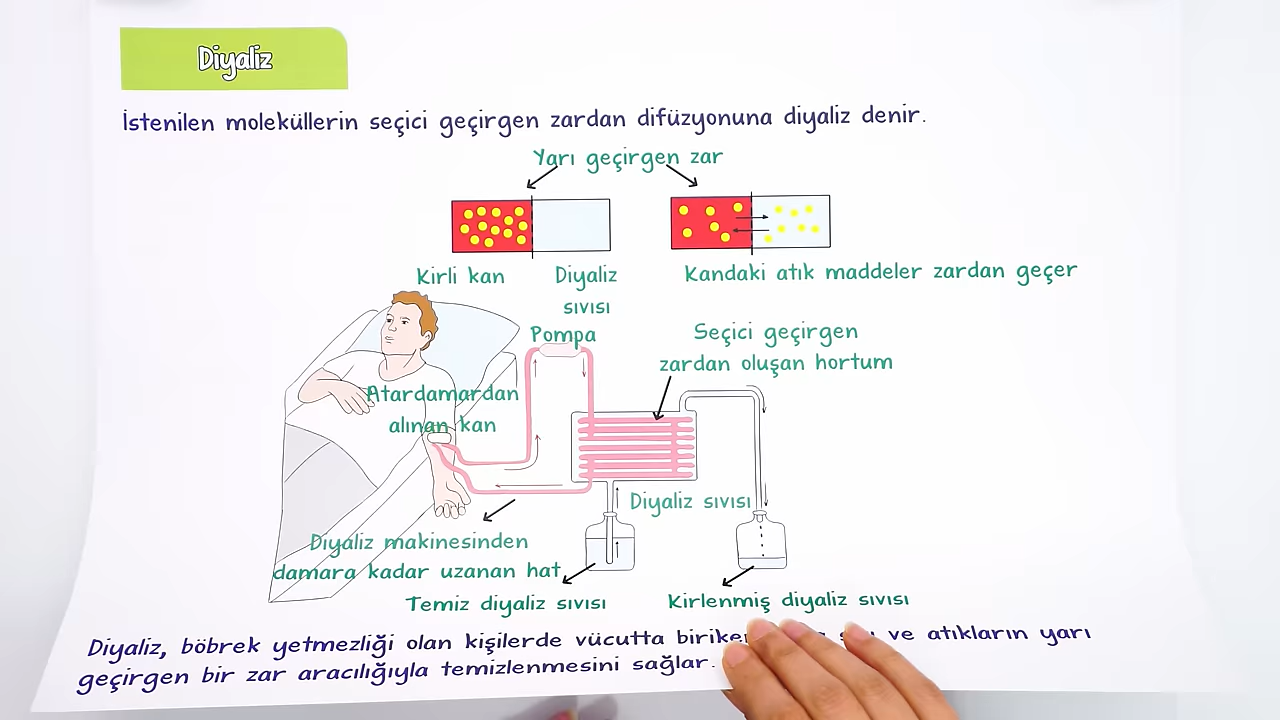 Diyaliz
İstenilen moleküllerin seçici geçirgen zardan difüzyonuna diyaliz denir.
Yarı geçirgen zar
Kirli kan
Diyaliz
sıvısı
Kandaki atık maddeler zardan geçer
Pompa
Seçici geçirgen
zardan oluşan hortum
Atardamardan
alınan kan
Diyaliz sıvısı
Diyaliz makinesinden
damara kadar uzanan hat
Temiz diyaliz sıvısı
Kirlenmiş diyaliz sıvısı
Diyaliz, böbrek yetmezliği olan kişilerde vücutta ve atıkların yarı
geçirgen bir zar aracılığıyla temizlenmesini sağlar.